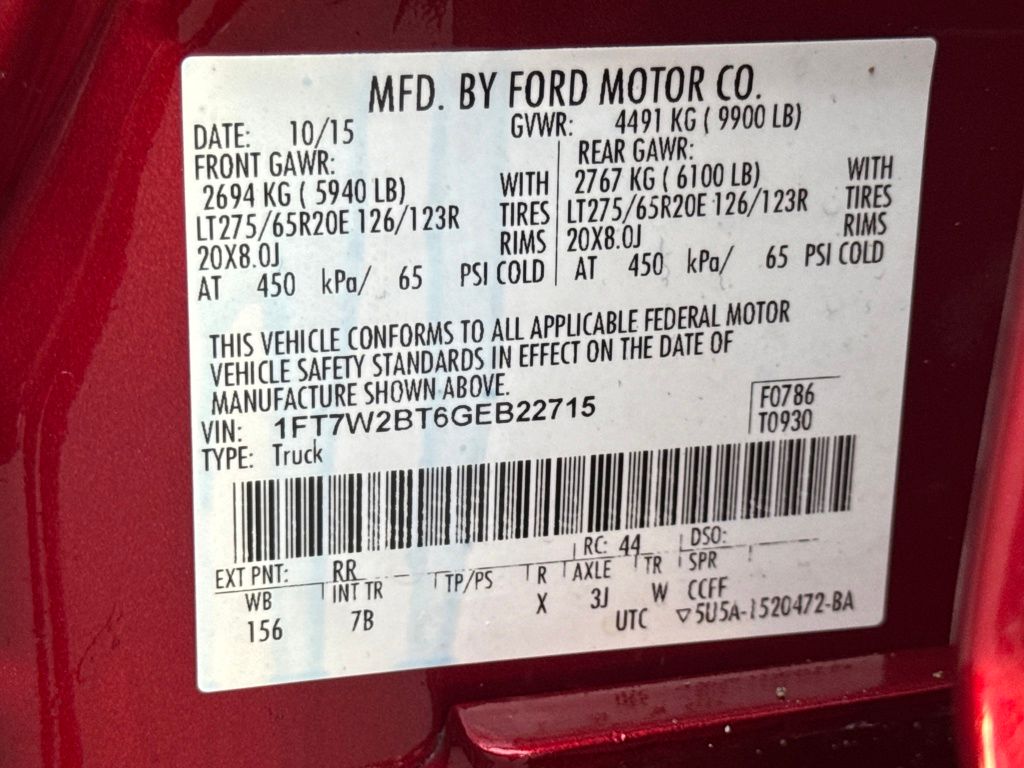 MFD. BY FORD MOTOR CO.
DATE: 10/15 GVWR: 4491 KG ( 9900 LB)
FRONT GAWR: REAR GAWR:
2694 KG ( 5940 LB) WITH 2767 KG ( 6100 LB) WITH
LT275/65R20E 126/123R TIRES LT275/65R20E 126/123R TIRES
20X8.0J RIMS 20X8.0J RIMS
AT 450 kPa/ 65 PSI COLD AT 450 kPa/ 65 PSI COLD
THIS VEHICLE CONFORMS TO ALL APPLICABLE FEDERAL MOTOR
VEHICLE SAFETY STANDARDS IN EFFECT ON THE DATE OF
MANUFACTURE SHOWN ABOVE.
VIN: 1FT7W2BT6GEB22715 F0786
TYPE: Truck T0930
EXT PNT: RR RC: 44 DSO:
WB INT TR TP/PS R AXLE TR SPR
156 7B X 3J W CCFF
UTC ▽5U5A-1520472-BA